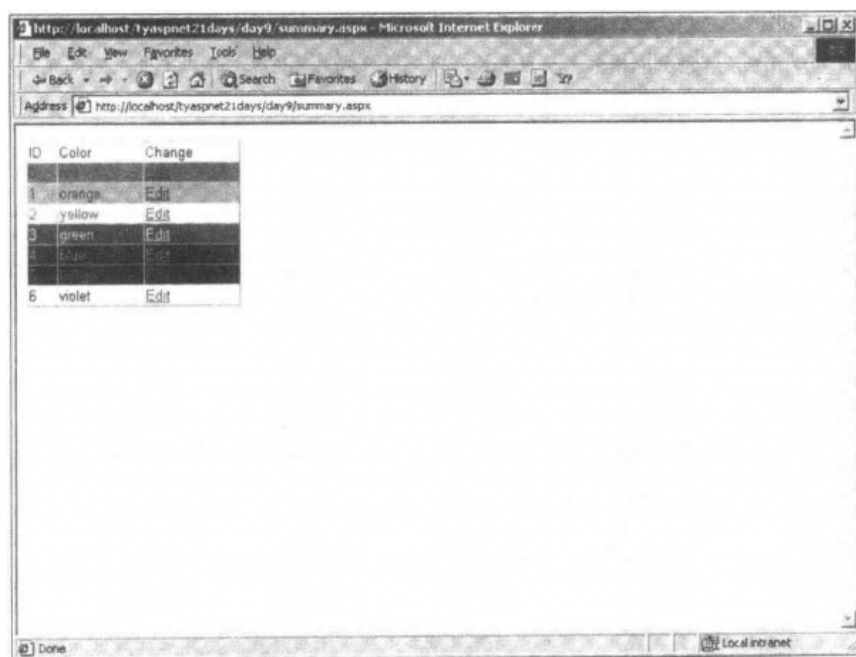 http://localhost/tyaspnet21days/day9/summary.aspx - Microsoft Internet Explorer
File Edit View Favorites Tools Help
Back Search Favorites History
Address http://localhost/tyaspnet21days/day9/summary.aspx
ID Color Change
1 orange Edit
2 yellow Edit
3 green Edit
4 blue
6 violet Edit
Done Local intranet